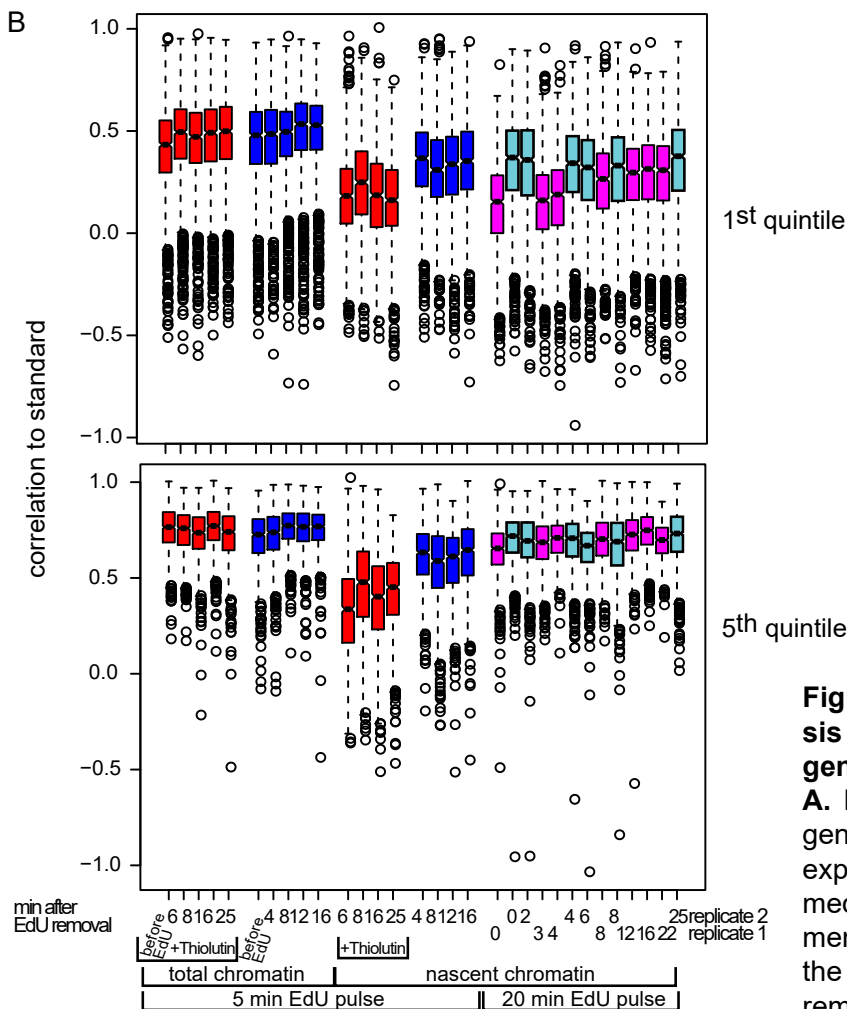 B
correlation to standard
1.0
0.5
0.0
−0.5
−1.0
1st quintile
1.0
0.5
0.0
−0.5
−1.0
5th quintile
min after
EdU removal
before
EdU
6 8 16 25
before
EdU
4 8 12 16
6 8 16 25
4 8 12 16
0 2
4 6
8
25 replicate 2
0
3 4
8
12 16 22
replicate 1
+Thiolutin
+Thiolutin
total chromatin
nascent chromatin
5 min EdU pulse
20 min EdU pulse
Fig
sis
gen
A.
gen
exp
med
mer
the